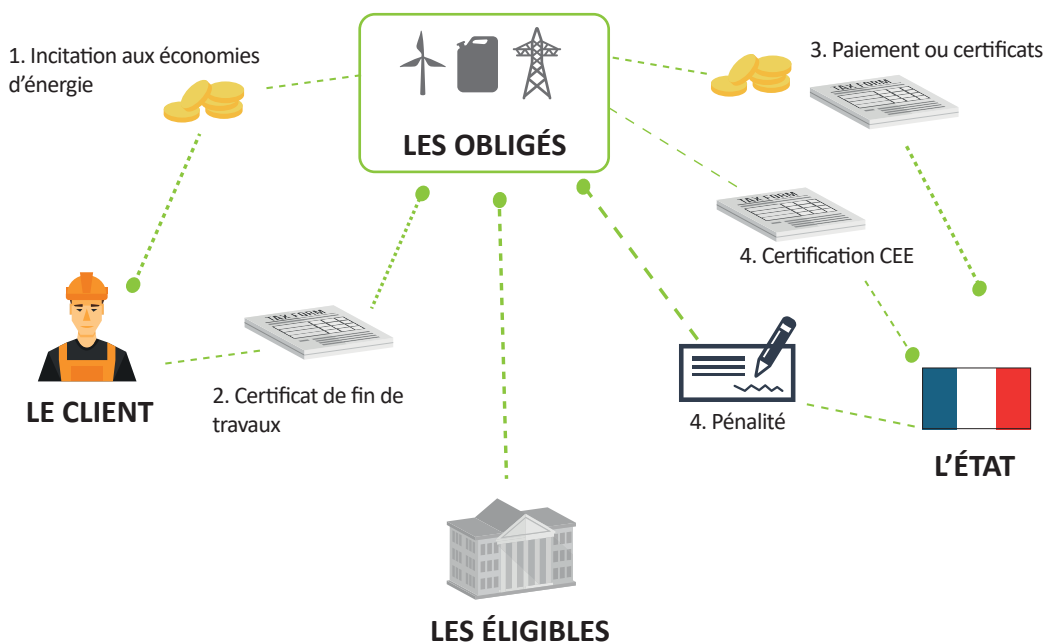 1. Incitation aux économies
d’énergie
LES OBLIGÉS
3. Paiement ou certificats
TAX FORM
TAX FORM
4. Certification CEE
TAX FORM
LE CLIENT
2. Certificat de fin de
travaux
4. Pénalité
L’ÉTAT
LES ÉLIGIBLES